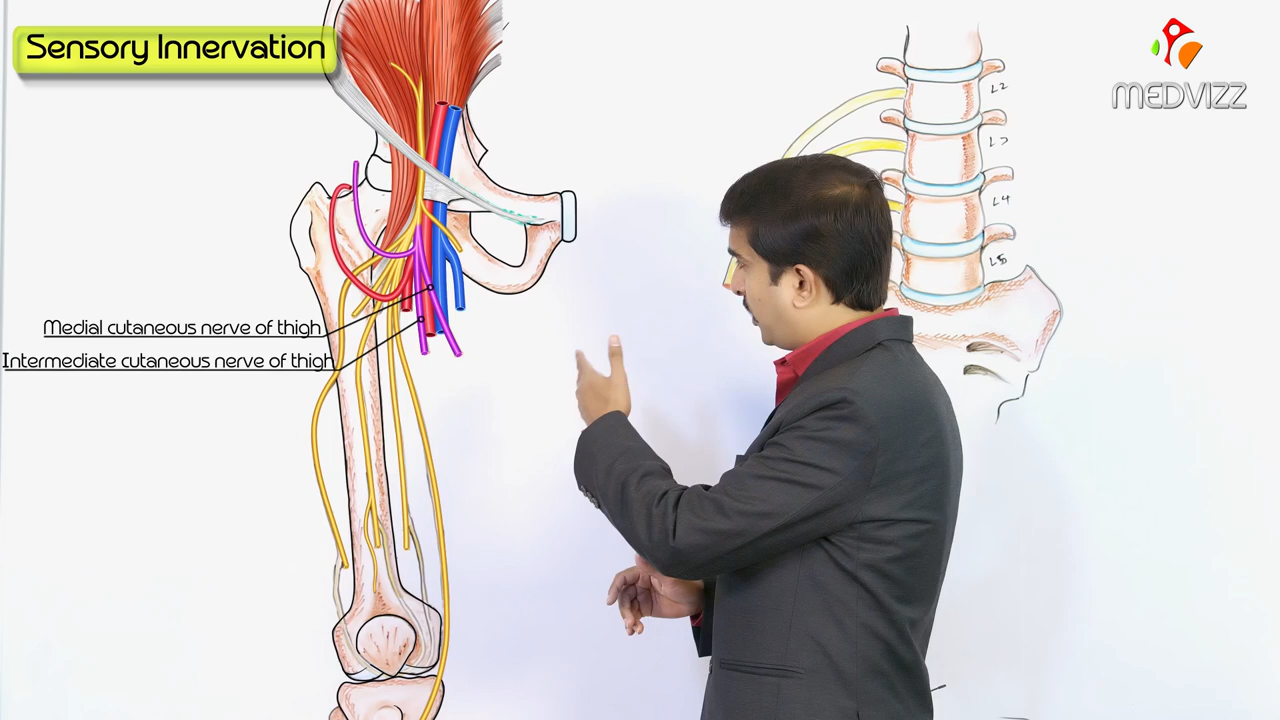 Sensory Innervation
MEDVIZZ
L2
L3
L4
L5
Medial cutaneous nerve of thigh
Intermediate cutaneous nerve of thigh